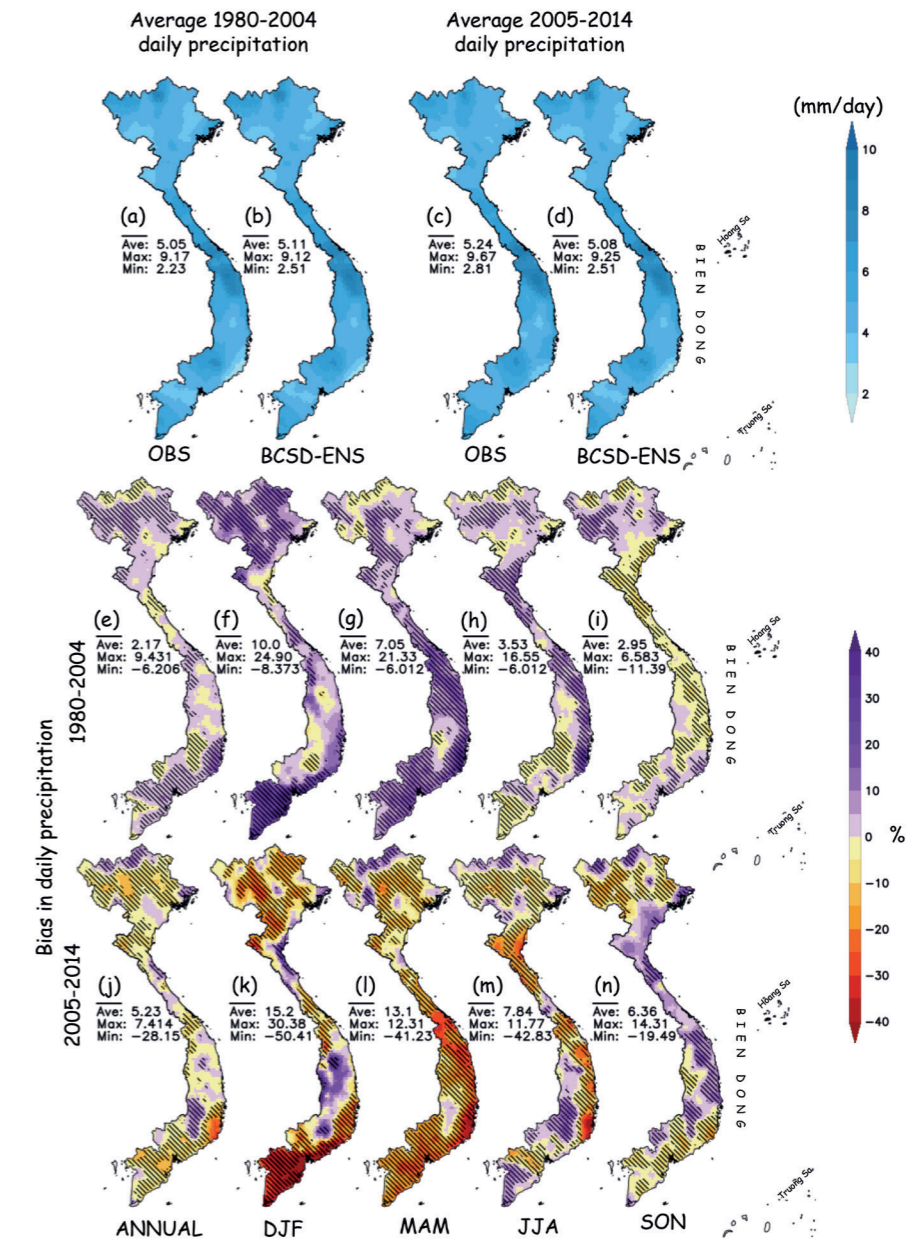 Average 1980-2004
daily precipitation
Average 2005-2014
daily precipitation
(mm/day)
10
8
6
4
2
(a)
Ave: 5.05
Max: 9.17
Min: 2.23
(b)
Ave: 5.11
Max: 9.12
Min: 2.51
(c)
Ave: 5.24
Max: 9.67
Min: 2.81
(d)
Ave: 5.08
Max: 9.25
Min: 2.51
Hoang Sa
BIEN DONG
Truong Sa
OBS
BCSD-ENS
OBS
BCSD-ENS
Bias in daily precipitation
1980-2004
(e)
Ave: 2.17
Max: 9.431
Min: −6.206
(f)
Ave: 10.0
Max: 24.90
Min: −8.373
(g)
Ave: 7.05
Max: 21.33
Min: −6.012
(h)
Ave: 3.53
Max: 16.55
Min: −6.012
(i)
Ave: 2.95
Max: 6.583
Min: −11.39
Hoang Sa
BIEN DONG
Truong Sa
40
30
20
10
0
−10
−20
−30
−40
%
2005-2014
(j)
Ave: 5.23
Max: 7.414
Min: −28.15
(k)
Ave: 15.2
Max: 30.38
Min: −50.41
(l)
Ave: 13.1
Max: 12.31
Min: −41.23
(m)
Ave: 7.84
Max: 11.77
Min: −42.83
(n)
Ave: 6.36
Max: 14.31
Min: −19.49
Hoang Sa
BIEN DONG
Truong Sa
ANNUAL
DJF
MAM
JJA
SON